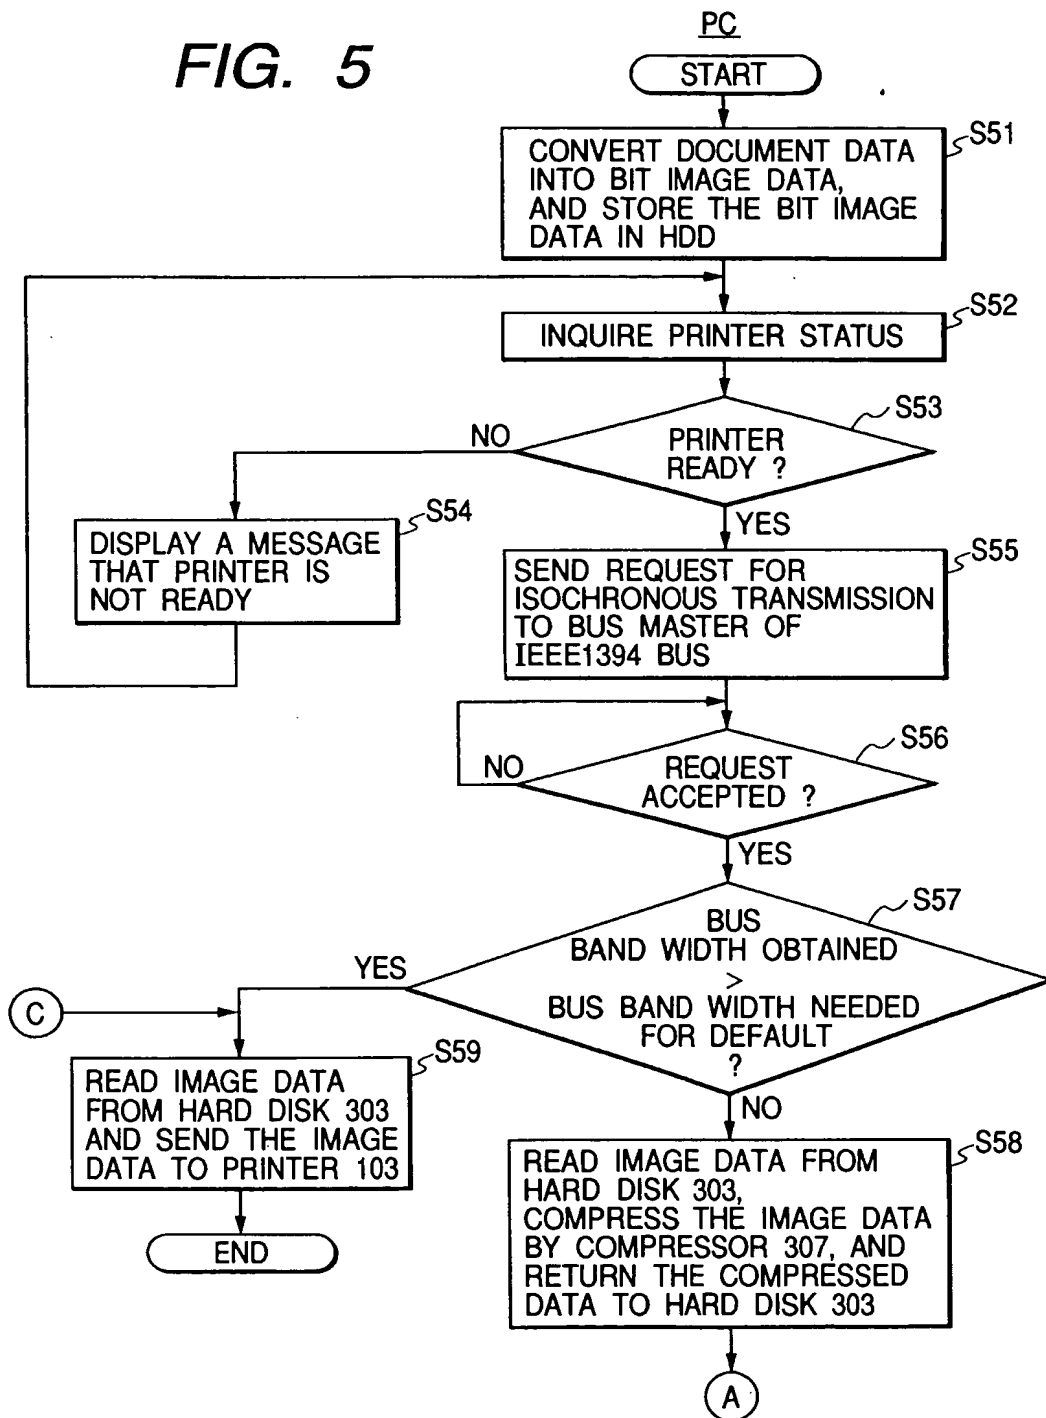 FIG. 5
PC
START
S51
CONVERT DOCUMENT DATA
INTO BIT IMAGE DATA,
AND STORE THE BIT IMAGE
DATA IN HDD
S52
INQUIRE PRINTER STATUS
S53
PRINTER
READY ?
NO
YES
S54
DISPLAY A MESSAGE
THAT PRINTER IS
NOT READY
S55
SEND REQUEST FOR
ISOCHRONOUS TRANSMISSION
TO BUS MASTER OF
IEEE1394 BUS
S56
REQUEST
ACCEPTED ?
NO
YES
S57
BUS
BAND WIDTH OBTAINED
>
BUS BAND WIDTH NEEDED
FOR DEFAULT
?
YES
NO
C
S59
READ IMAGE DATA
FROM HARD DISK 303
AND SEND THE IMAGE
DATA TO PRINTER 103
END
S58
READ IMAGE DATA FROM
HARD DISK 303,
COMPRESS THE IMAGE DATA
BY COMPRESSOR 307, AND
RETURN THE COMPRESSED
DATA TO HARD DISK 303
A